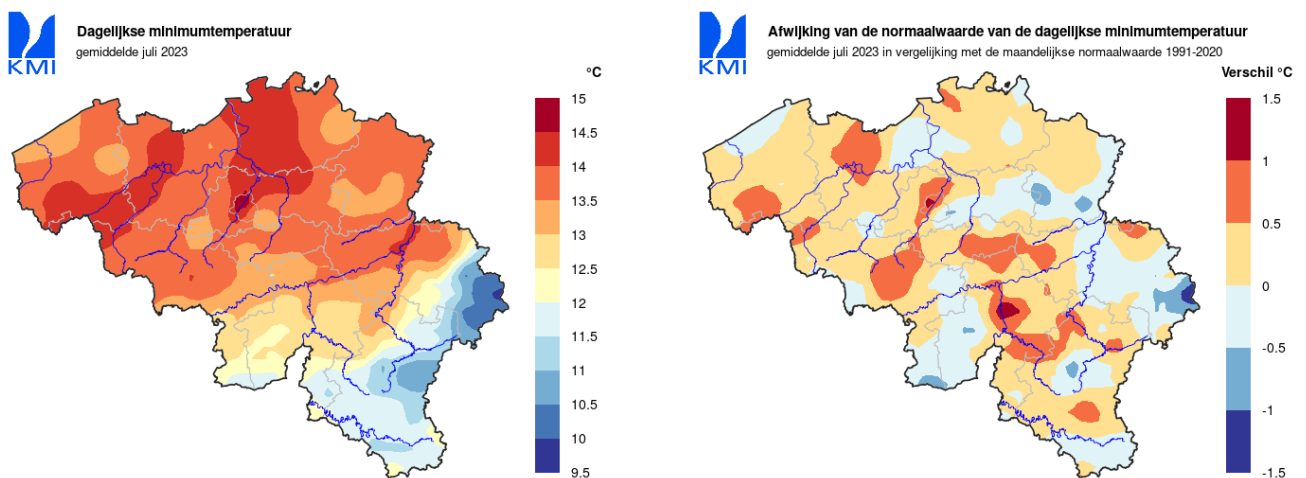 Dagelijkse minimumtemperatuur
gemiddelde juli 2023
KMI
°C
15
14.5
14
13.5
13
12.5
12
11.5
11
10.5
10
9.5
Afwijking van de normaalwaarde van de dagelijkse minimumtemperatuur
gemiddelde juli 2023 in vergelijking met de maandelijkse normaalwaarde 1991-2020
KMI
Verschil °C
1.5
1
0.5
0
-0.5
-1
-1.5